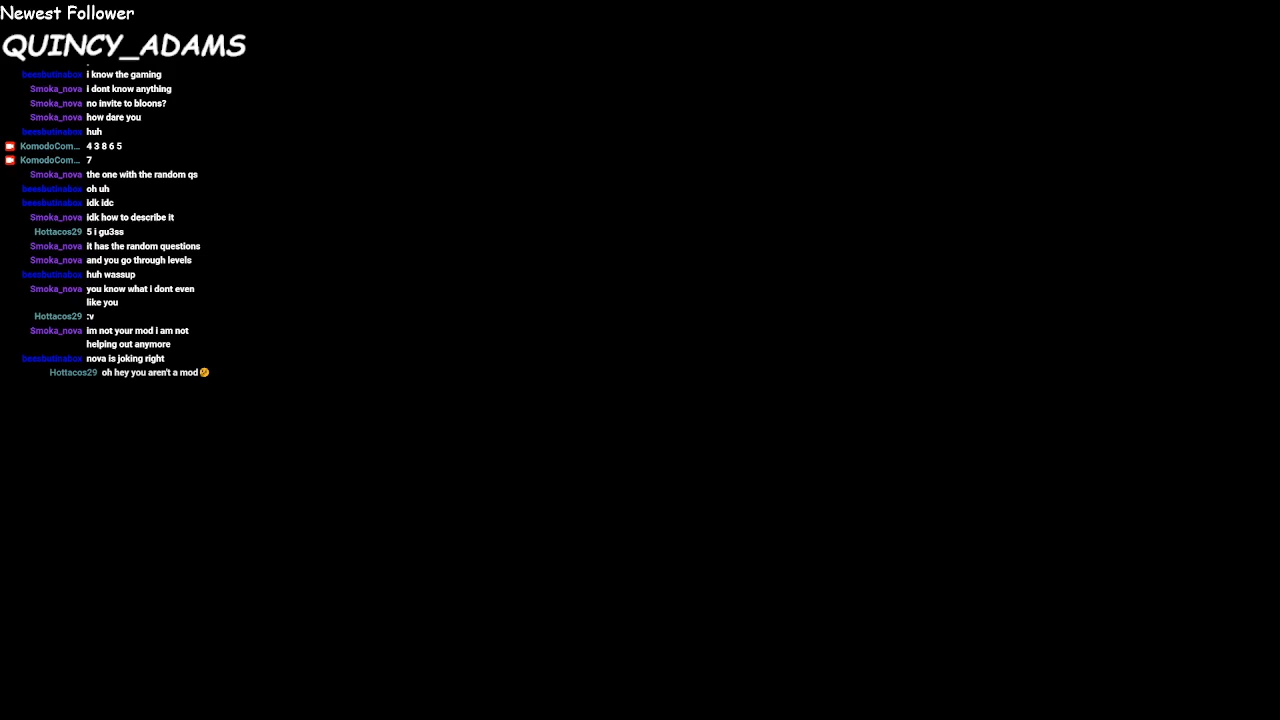 Newest Follower
QUINCY_ADAMS
beesbutinabox i know the gaming
Smoka_nova i dont know anything
Smoka_nova no invite to bloons?
Smoka_nova how dare you
beesbutinabox huh
KomodoCom... 4 3 8 6 5
KomodoCom... 7
Smoka_nova the one with the random qs
beesbutinabox oh uh
beesbutinabox idk idc
Smoka_nova idk how to describe it
Hottacos29 5 i gu3ss
Smoka_nova it has the random questions
Smoka_nova and you go through levels
beesbutinabox huh wassup
Smoka_nova you know what i dont even
like you
Hottacos29 :v
Smoka_nova im not your mod i am not
helping out anymore
beesbutinabox nova is joking right
Hottacos29 oh hey you aren't a mod